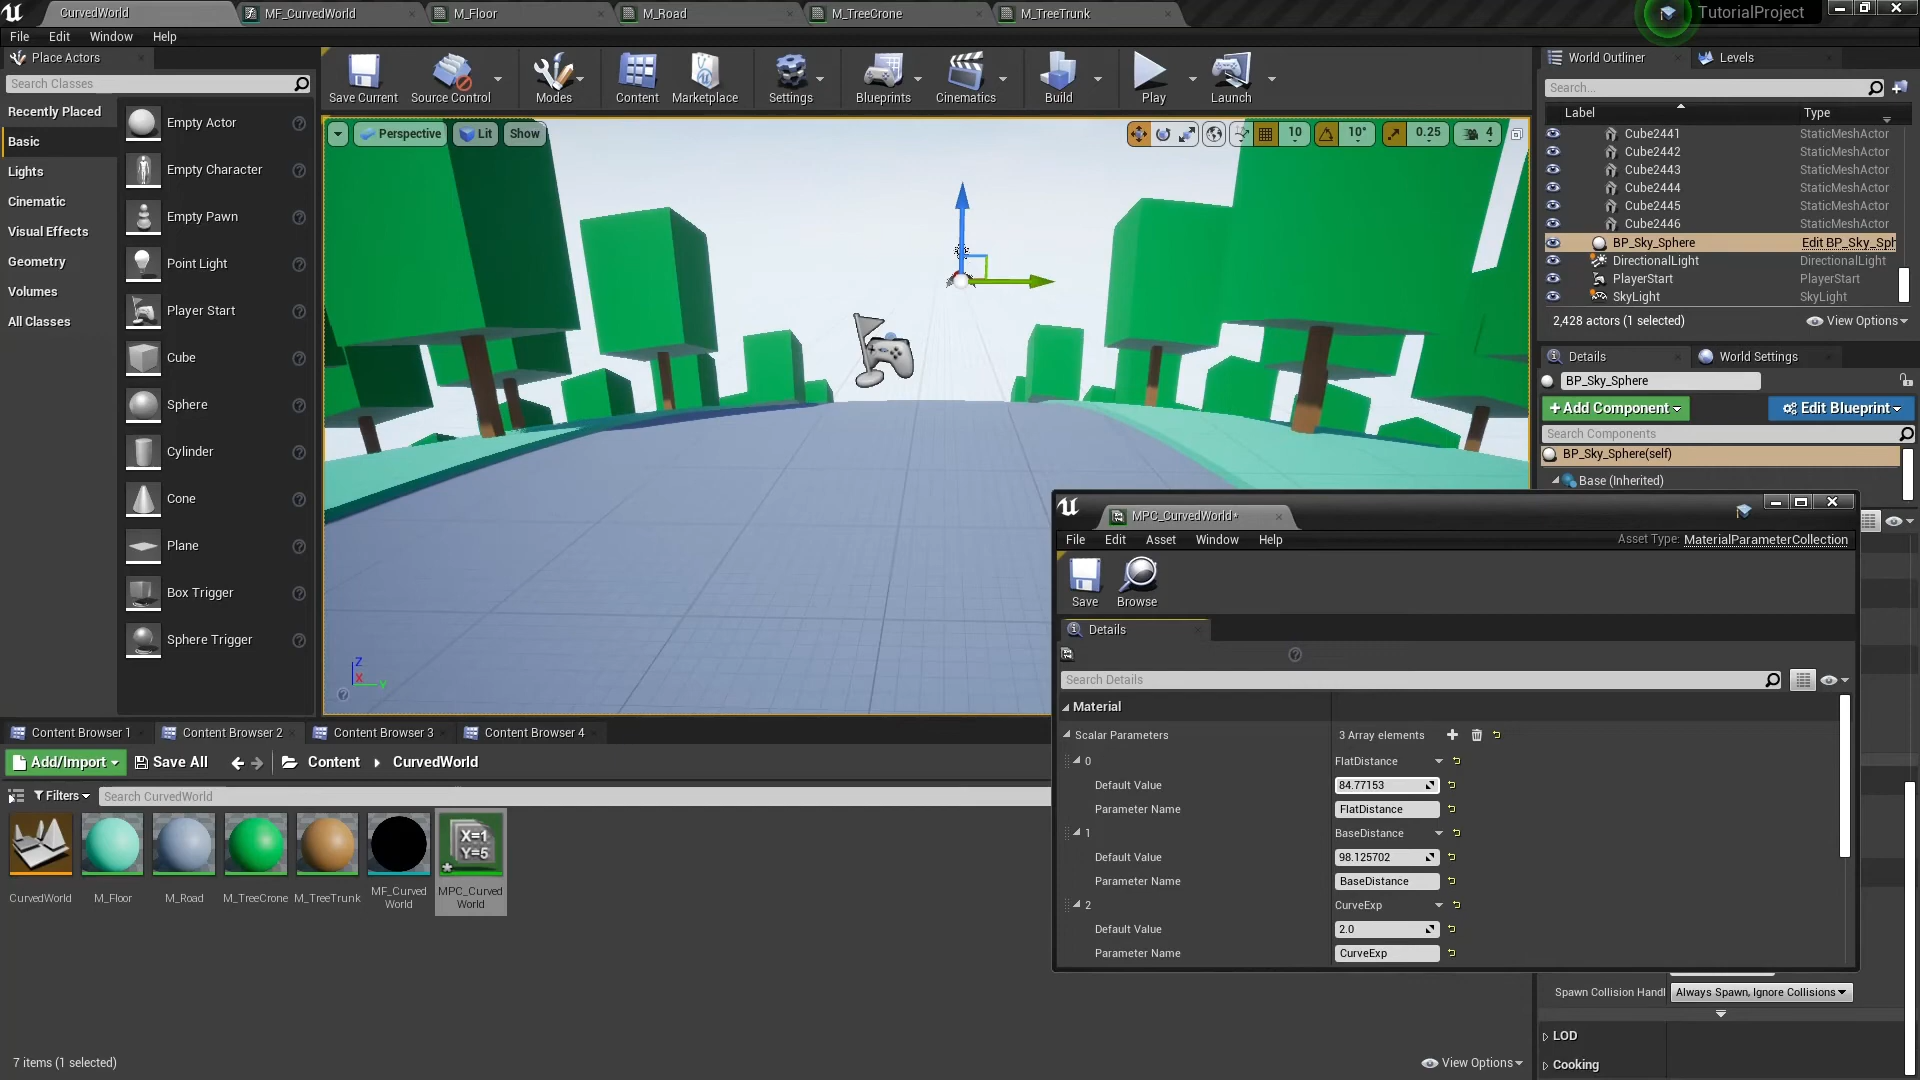 CurvedWorld
MF_CurvedWorld
M_Floor
M_Road
M_TreeCrone
M_TreeTrunk
TutorialProject
File
Edit
Window
Help
Place Actors
Search Classes
Recently Placed
Basic
Lights
Cinematic
Visual Effects
Geometry
Volumes
All Classes
Empty Actor
Empty Character
Empty Pawn
Point Light
Player Start
Cube
Sphere
Cylinder
Cone
Plane
Box Trigger
Sphere Trigger
Save Current
Source Control
Modes
Content
Marketplace
Settings
Blueprints
Cinematics
Build
Play
Launch
Perspective
Lit
Show
10
10°
0.25
4
Z
X
Y
World Outliner
Levels
Search...
Label
Type
Cube2441 StaticMeshActor
Cube2442 StaticMeshActor
Cube2443 StaticMeshActor
Cube2444 StaticMeshActor
Cube2445 StaticMeshActor
Cube2446 StaticMeshActor
BP_Sky_Sphere Edit BP_Sky_Sph
DirectionalLight DirectionalLight
PlayerStart PlayerStart
SkyLight SkyLight
2,428 actors (1 selected)
View Options
Details
World Settings
BP_Sky_Sphere
+Add Component
Edit Blueprint
Search Components
BP_Sky_Sphere(self)
Base (Inherited)
MPC_CurvedWorld*
File
Edit
Asset
Window
Help
Asset Type: MaterialParameterCollection
Save
Browse
Details
Search Details
Material
Scalar Parameters
3 Array elements
0
FlatDistance
Default Value
84.77153
Parameter Name
FlatDistance
1
BaseDistance
Default Value
98.125702
Parameter Name
BaseDistance
2
CurveExp
Default Value
2.0
Parameter Name
CurveExp
Spawn Collision Handl
Always Spawn, Ignore Collisions
LOD
Cooking
Content Browser 1
Content Browser 2
Content Browser 3
Content Browser 4
Add/Import
Save All
Content
CurvedWorld
Filters
Search CurvedWorld
X=1
Y=5
CurvedWorld
M_Floor
M_Road
M_TreeCrone
M_TreeTrunk
MF_Curved
World
MPC_Curved
World
7 items (1 selected)
View Options